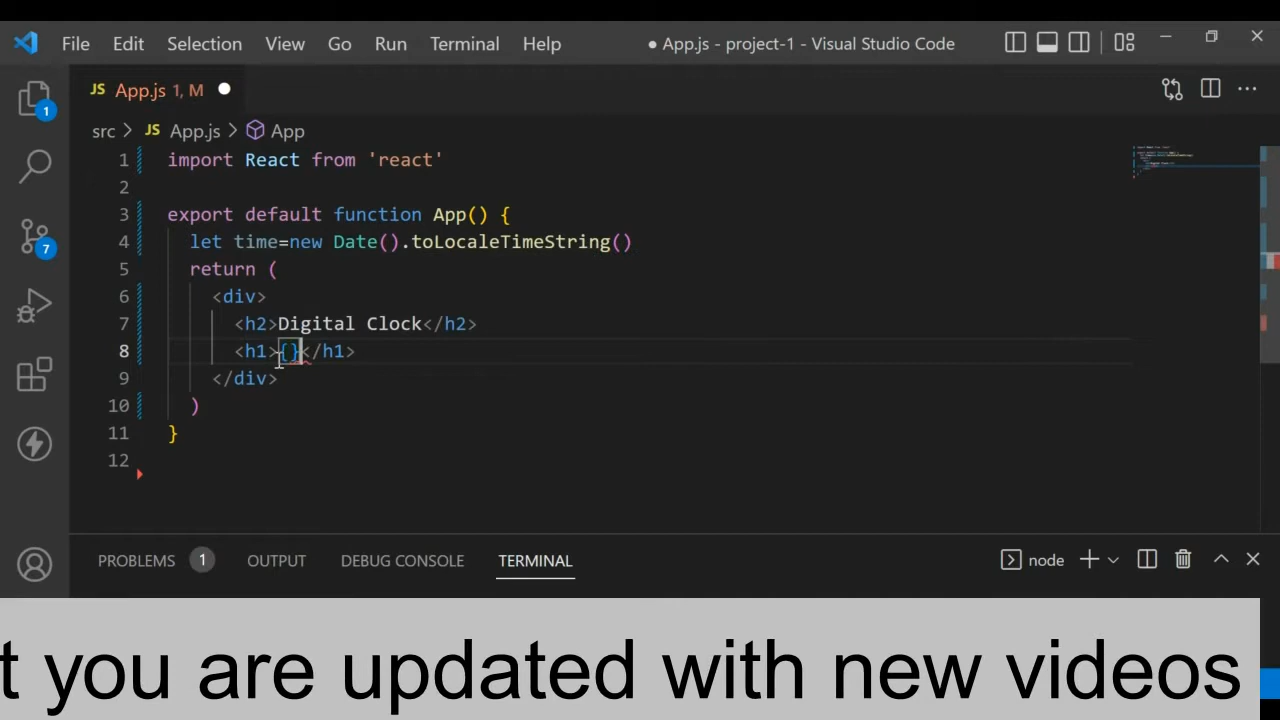 File Edit Selection View Go Run Terminal Help ● App.js - project-1 - Visual Studio Code
JS App.js 1, M
1
src > JS App.js > App
1 import React from 'react'
2
3 export default function App() {
4 let time=new Date().toLocaleTimeString()
5 return (
6 <div>
7 <h2>Digital Clock</h2>
8 <h1>{}</h1>
9 </div>
10 )
11 }
12
7
PROBLEMS 1 OUTPUT DEBUG CONSOLE TERMINAL node
t you are updated with new videos